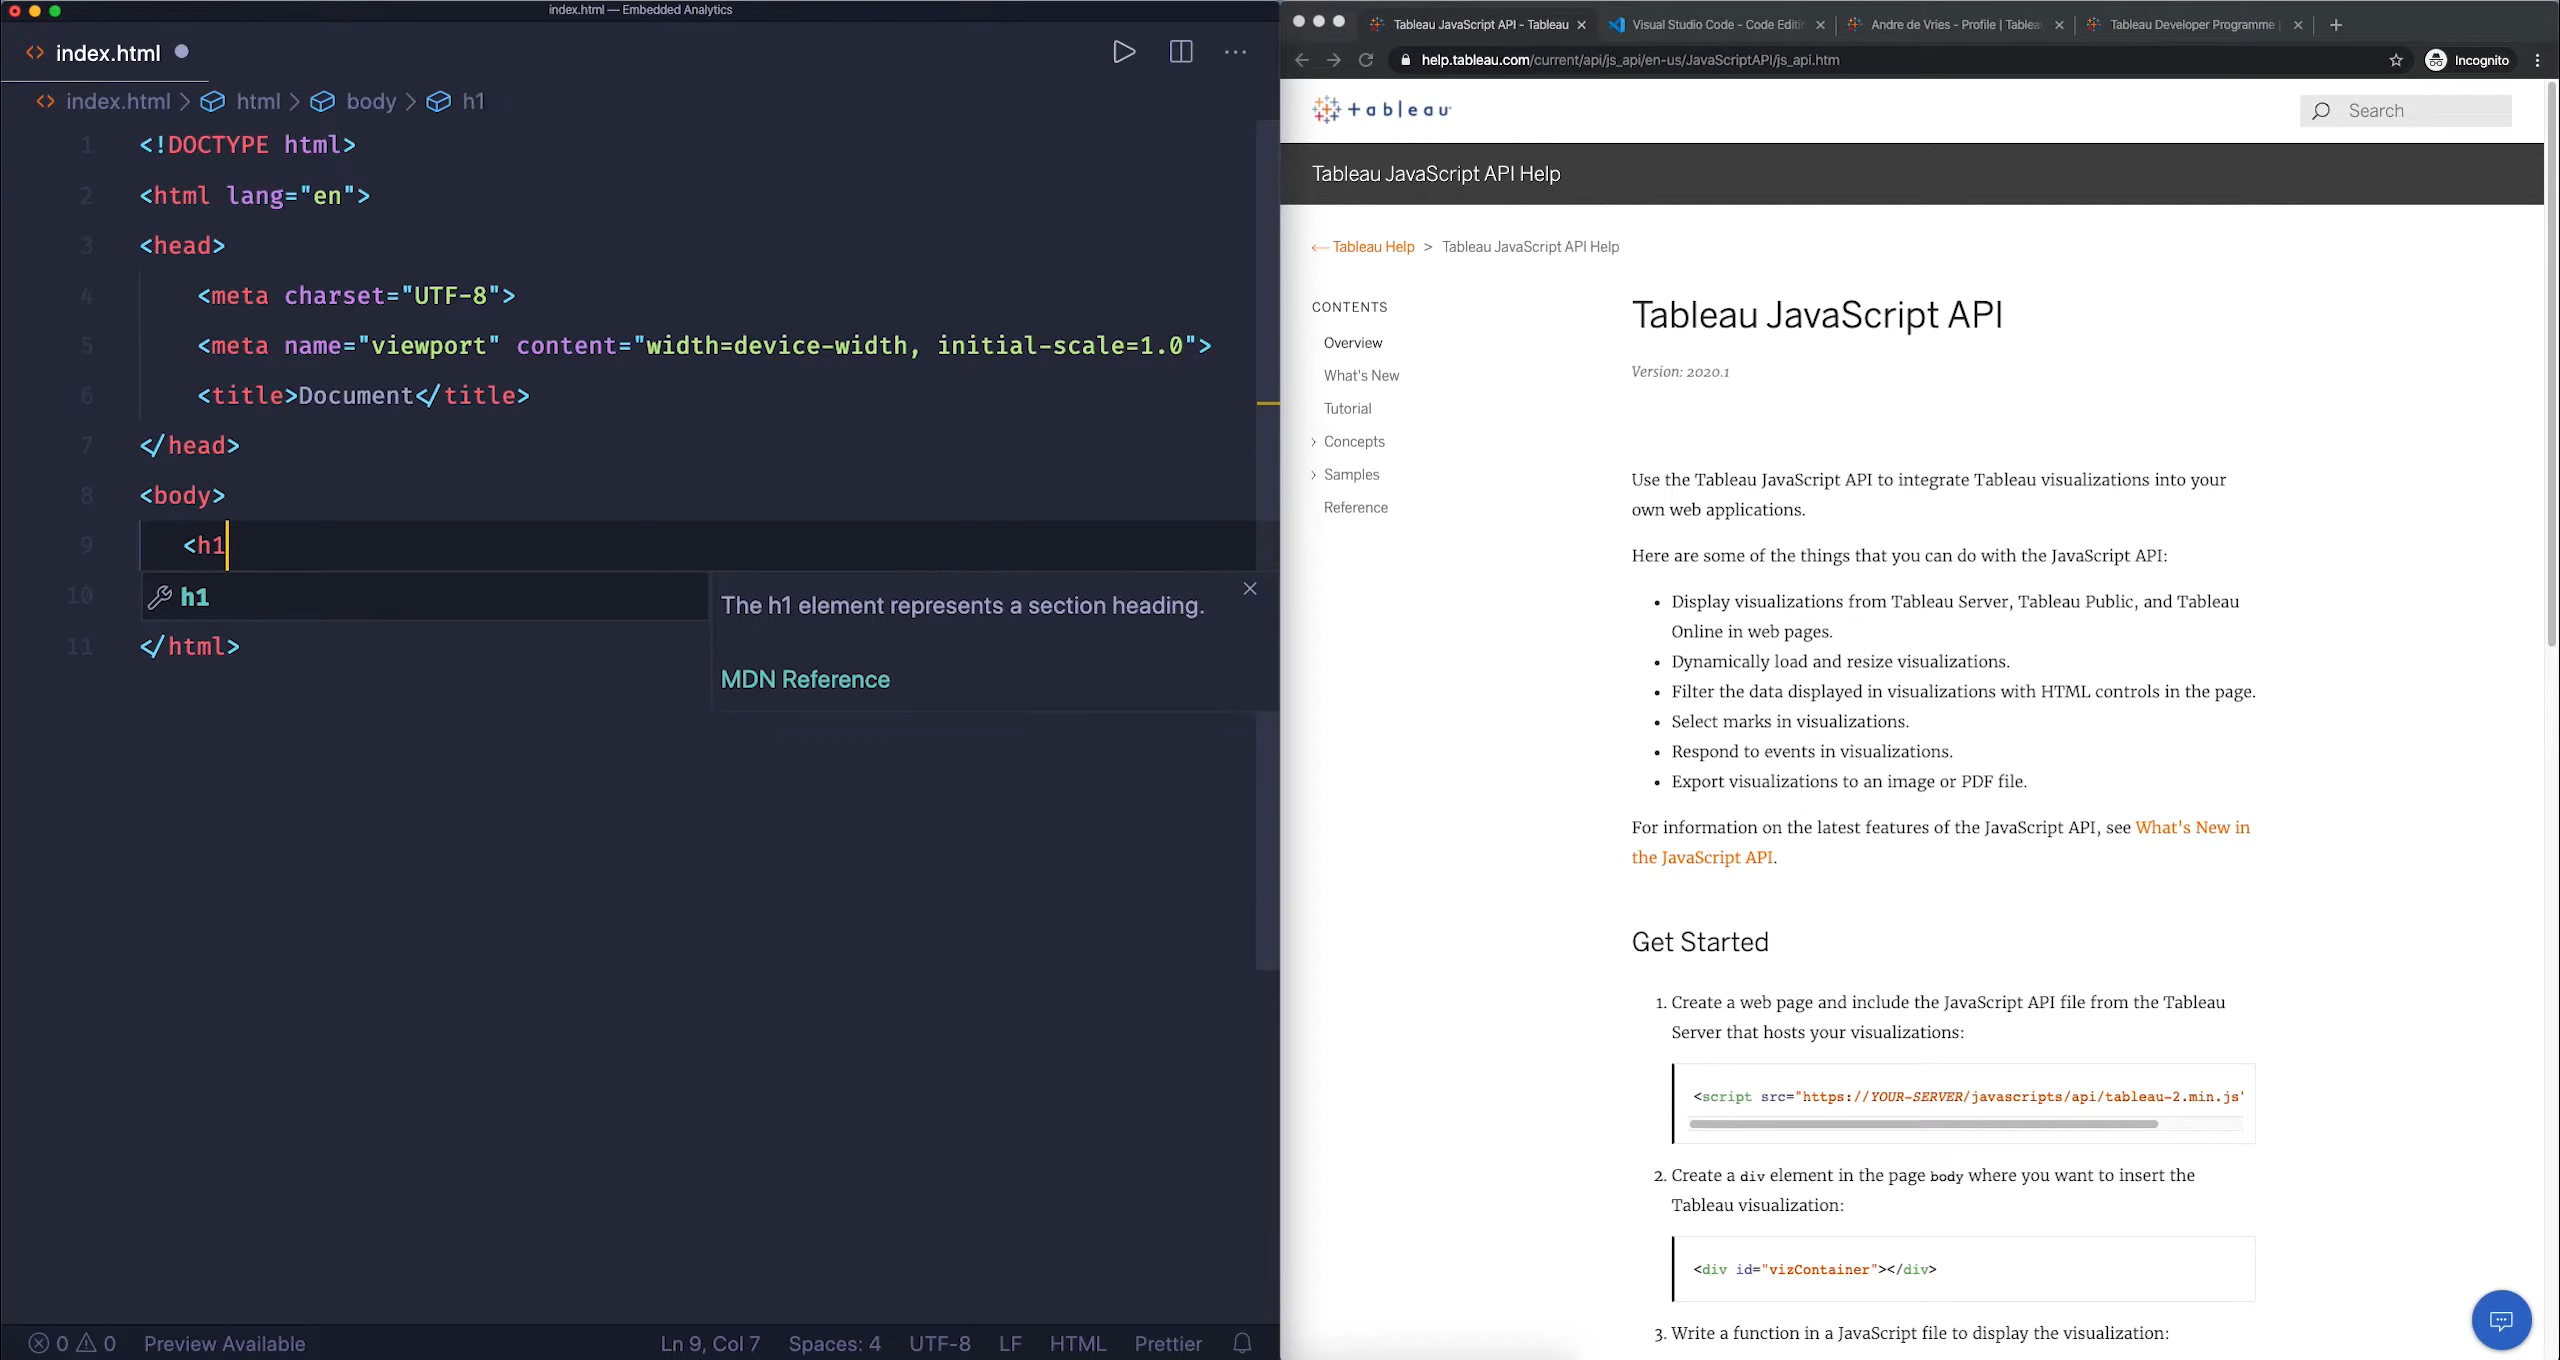 index.html — Embedded Analytics
index.html
index.html > html > body > h1
1 <!DOCTYPE html>
2 <html lang="en">
3 <head>
4 <meta charset="UTF-8">
5 <meta name="viewport" content="width=device-width, initial-scale=1.0">
6 <title>Document</title>
7 </head>
8 <body>
9 <h1
10 h1
The h1 element represents a section heading.
MDN Reference
11 </html>
0 0 Preview Available Ln 9, Col 7 Spaces: 4 UTF-8 LF HTML Prettier
Tableau JavaScript API - Tableau
Visual Studio Code - Code Editi
Andre de Vries - Profile | Tablea
Tableau Developer Programme |
help.tableau.com/current/api/js_api/en-us/JavaScriptAPI/js_api.htm
Incognito
+ableau
Search
Tableau JavaScript API Help
Tableau Help > Tableau JavaScript API Help
CONTENTS
Overview
What's New
Tutorial
Concepts
Samples
Reference
Tableau JavaScript API
Version: 2020.1
Use the Tableau JavaScript API to integrate Tableau visualizations into your
own web applications.
Here are some of the things that you can do with the JavaScript API:
• Display visualizations from Tableau Server, Tableau Public, and Tableau
Online in web pages.
• Dynamically load and resize visualizations.
• Filter the data displayed in visualizations with HTML controls in the page.
• Select marks in visualizations.
• Respond to events in visualizations.
• Export visualizations to an image or PDF file.
For information on the latest features of the JavaScript API, see What's New in
the JavaScript API.
Get Started
1. Create a web page and include the JavaScript API file from the Tableau
Server that hosts your visualizations:
<script src="https://YOUR-SERVER/javascripts/api/tableau-2.min.js"
2. Create a div element in the page body where you want to insert the
Tableau visualization:
<div id="vizContainer"></div>
3. Write a function in a JavaScript file to display the visualization: